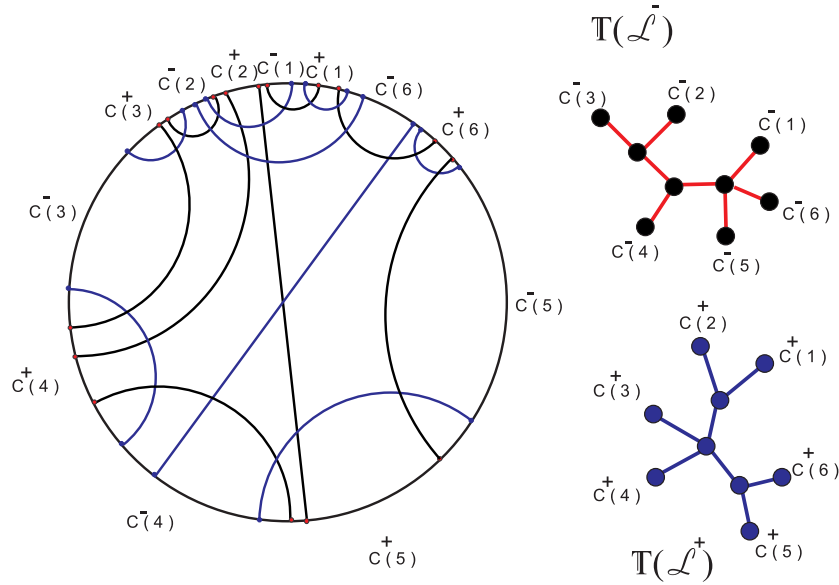 𝕋(ℒ⁻)
C⁺(3)
C⁻(2)
C⁺(2)
C⁻(1)
C⁺(1)
C⁻(6)
C⁺(6)
C⁻(3)
C⁻(5)
C⁺(4)
C⁻(4)
C⁺(5)
C⁻(3)
C⁻(2)
C⁻(1)
C⁻(6)
C⁻(4)
C⁻(5)
C⁺(2)
C⁺(1)
C⁺(3)
C⁺(6)
C⁺(4)
C⁺(5)
𝕋(ℒ⁺)